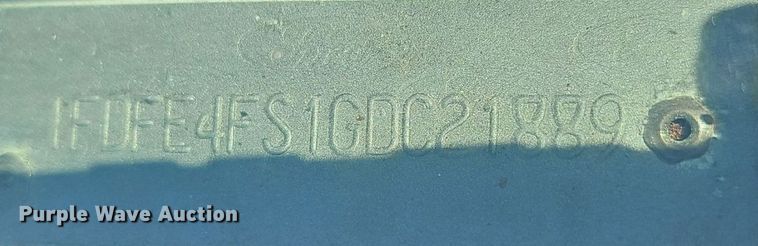 1FDFE4FS1GDC21889
Purple Wave Auction